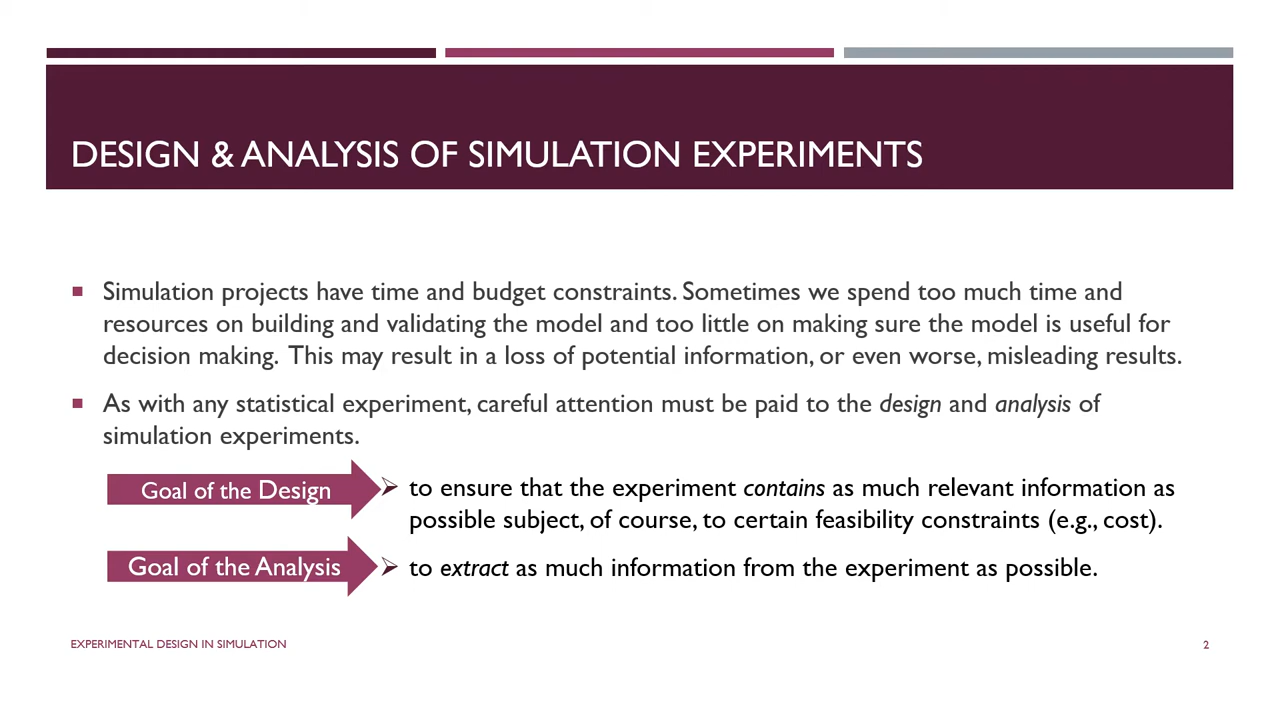 DESIGN & ANALYSIS OF SIMULATION EXPERIMENTS
Simulation projects have time and budget constraints. Sometimes we spend too much time and
resources on building and validating the model and too little on making sure the model is useful for
decision making.  This may result in a loss of potential information, or even worse, misleading results.
As with any statistical experiment, careful attention must be paid to the design and analysis of
simulation experiments.
Goal of the Design
to ensure that the experiment contains as much relevant information as
possible subject, of course, to certain feasibility constraints (e.g., cost).
Goal of the Analysis
to extract as much information from the experiment as possible.
EXPERIMENTAL DESIGN IN SIMULATION
2